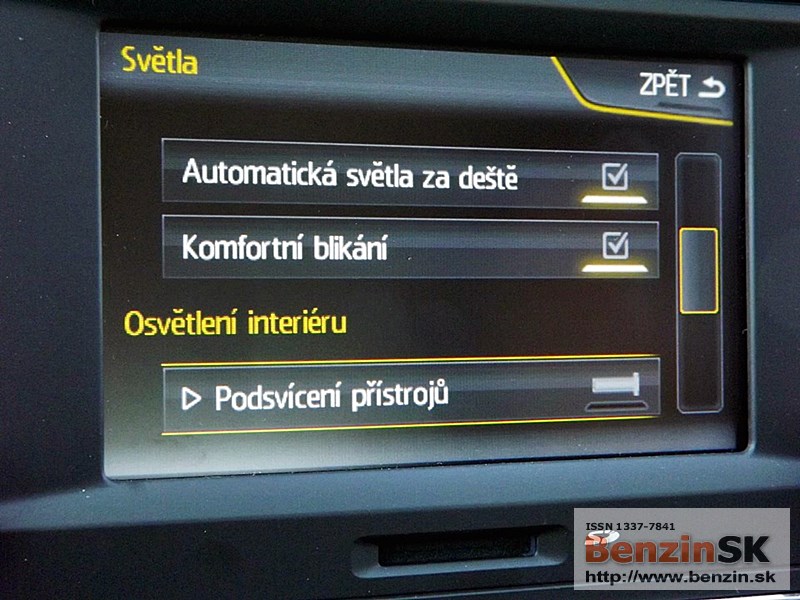 Světla
ZPĚT
Automatická světla za deště
Komfortní blikání
Osvětlení interiéru
Podsvícení přístrojů
ISSN 1337-7841
BenzinSK
http://www.benzin.sk